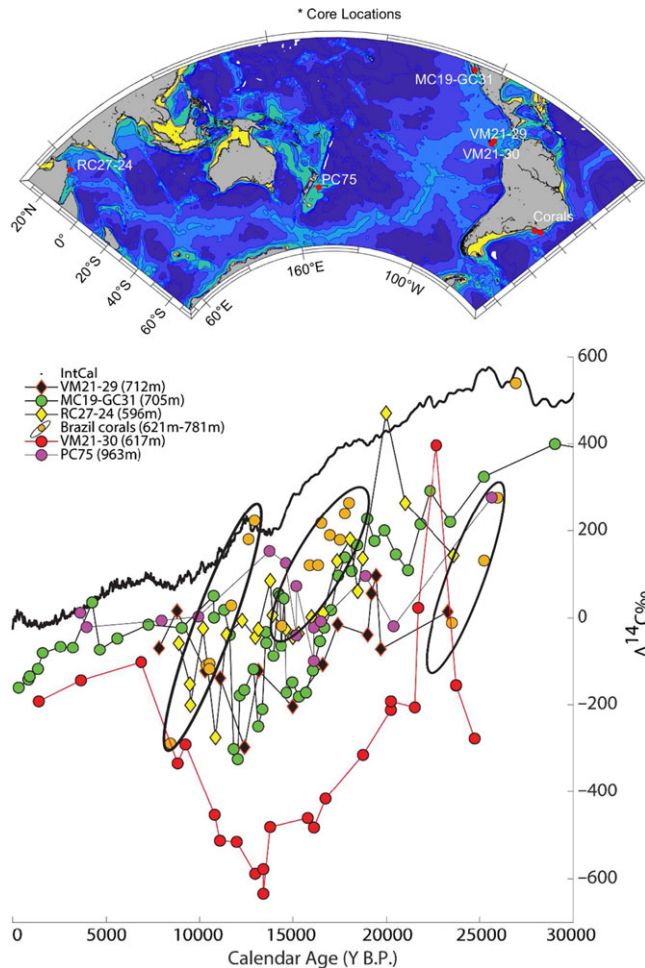 * Core Locations
MC19-GC31
VM21-29
VM21-30
RC27-24
PC75
Corals
20°N
0°
20°S
40°S
60°S
60°E
160°E
100°W
IntCal
VM21-29 (712m)
MC19-GC31 (705m)
RC27-24 (596m)
Brazil corals (621m-781m)
VM21-30 (617m)
PC75 (963m)
600
400
200
0
−200
−400
−600
Δ14C‰
0 5000 10000 15000 20000 25000 30000
Calendar Age (Y B.P.)